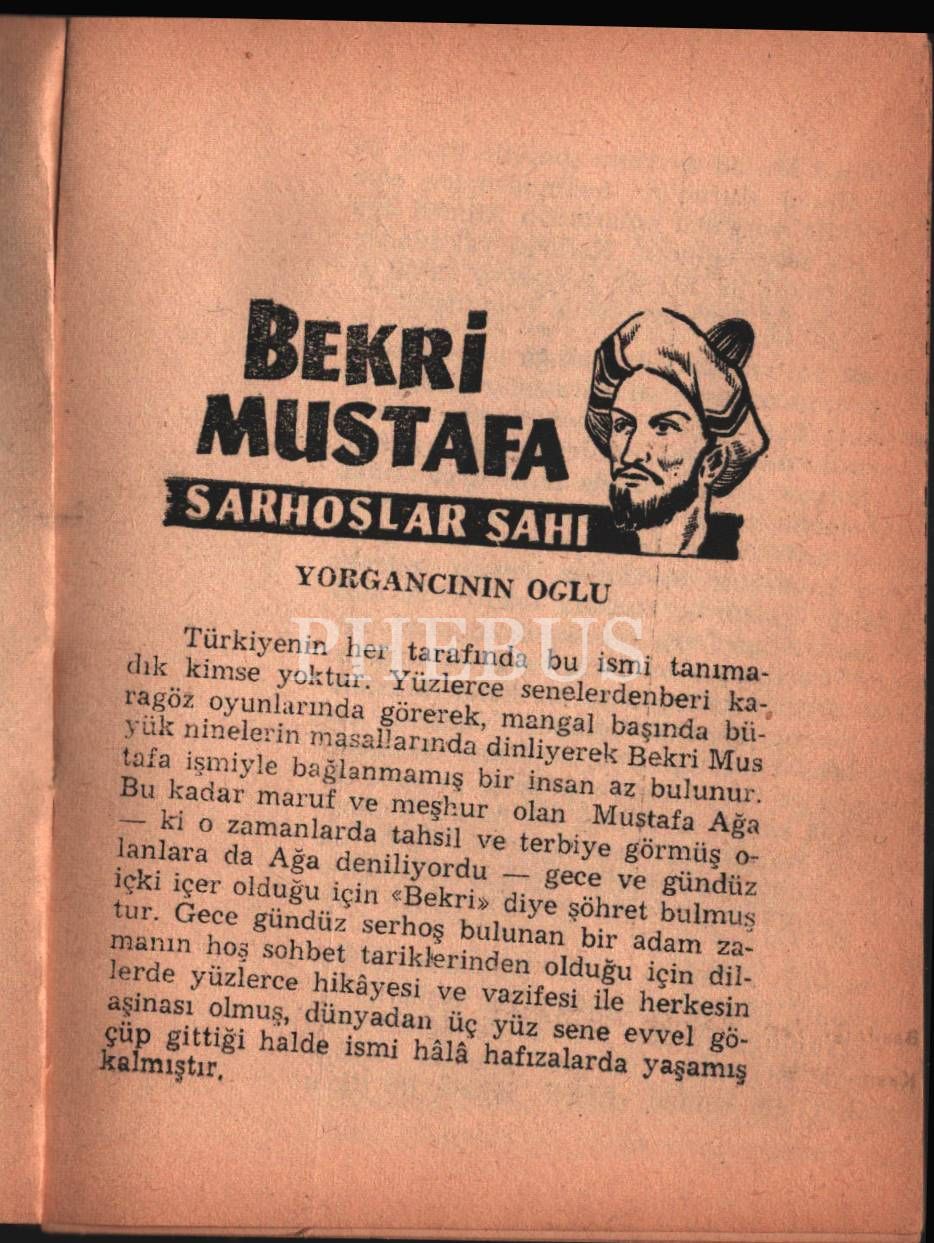 BEKRİ
MUSTAFA
SARHOŞLAR ŞAHI
YORGANCININ OGLU
PHEBUS
Türkiyenin her tarafında bu ismi tanıma-
dık kimse yoktur. Yüzlerce senelerdenberi ka-
ragöz oyunlarında görerek, mangal başında bü-
yük ninelerin masallarında dinliyerek Bekri Mus
tafa işmiyle bağlanmamış bir insan az bulunur.
Bu kadar maruf ve meşhur olan Mustafa Ağa
— ki o zamanlarda tahsil ve terbiye görmüş o-
lanlara da Ağa deniliyordu — gece ve gündüz
içki içer olduğu için «Bekri» diye şöhret bulmuş
tur. Gece gündüz serhoş bulunan bir adam za-
manın hoş sohbet tariklerinden olduğu için dil-
lerde yüzlerce hikâyesi ve vazifesi ile herkesin
aşinası olmuş, dünyadan üç yüz sene evvel gö-
çüp gittiği halde ismi hâlâ hafızalarda yaşamış
kalmıştır.